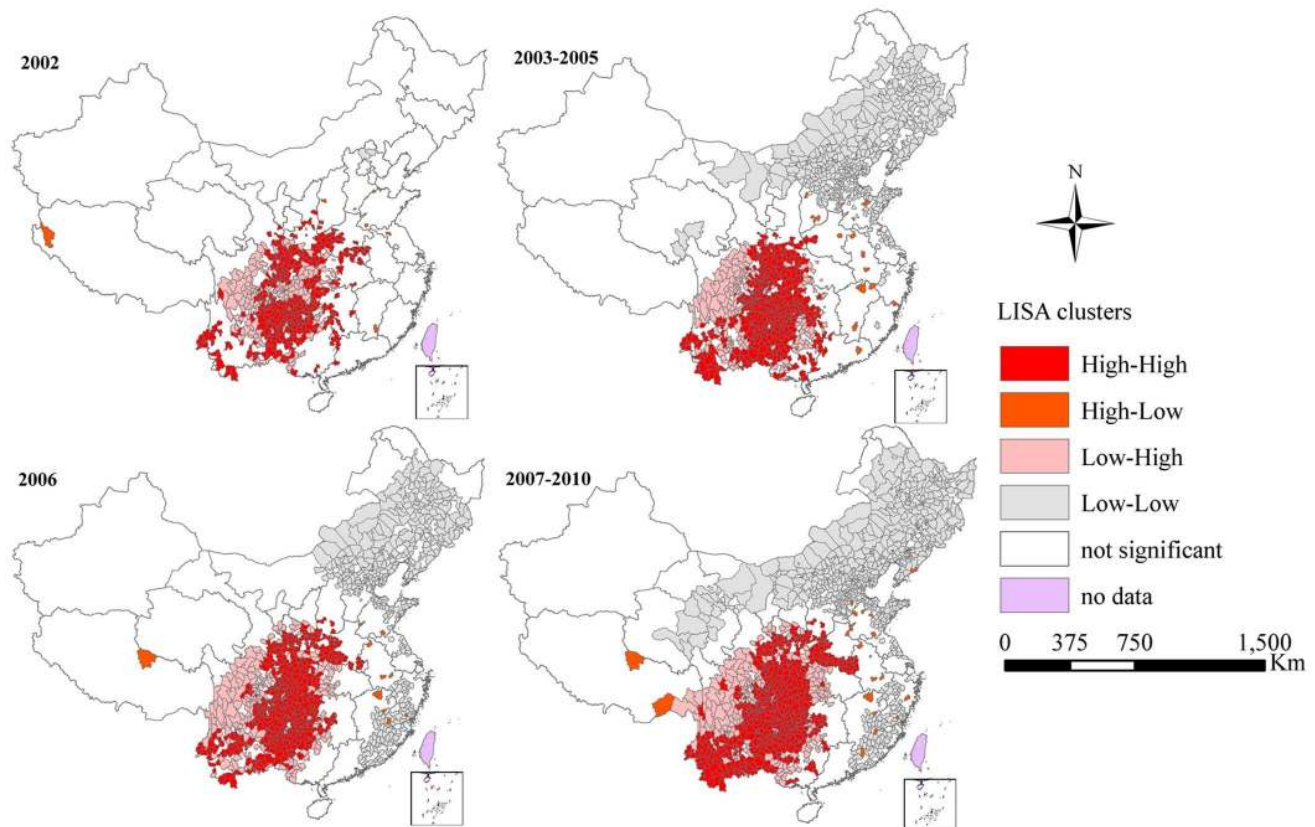 2002
2003-2005
N
LISA clusters
High-High
High-Low
Low-High
Low-Low
not significant
no data
0 375 750 1,500
Km
2006
2007-2010